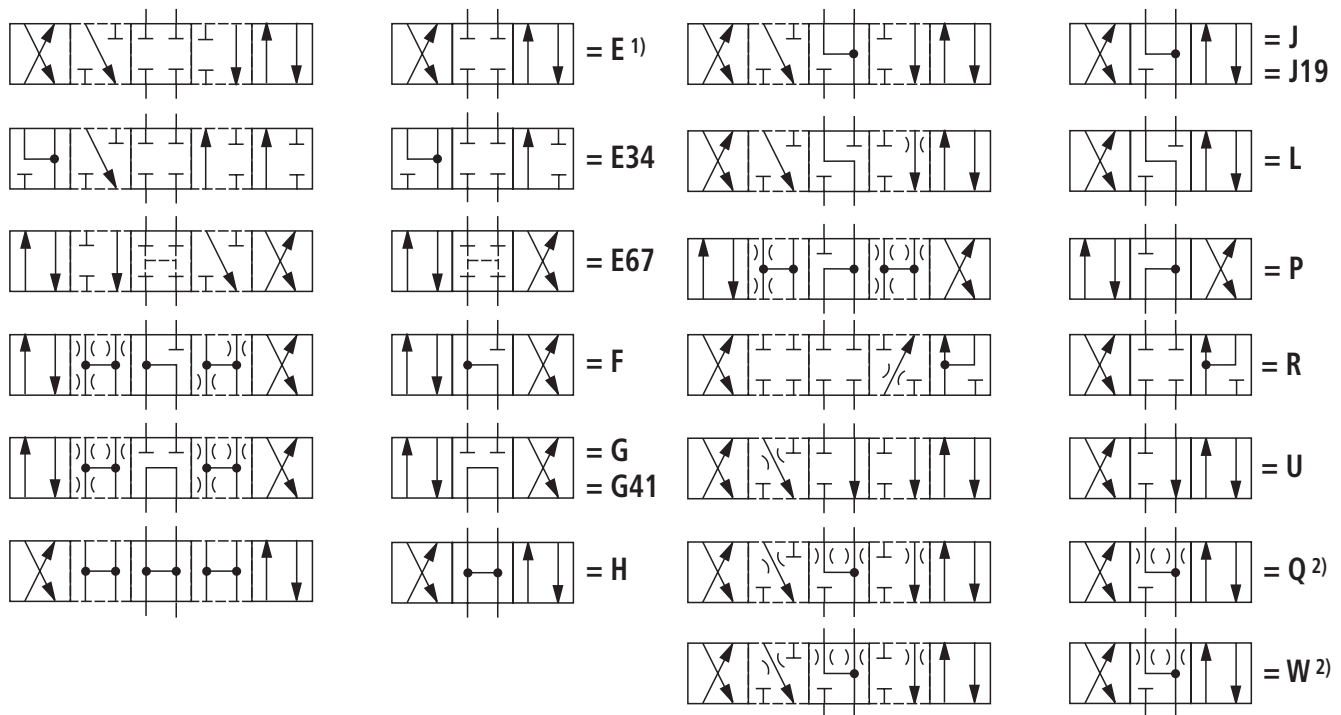 = E 1)
= E34
= E67
= F
= G
= G41
= H
= J
= J19
= L
= P
= R
= U
= Q 2)
= W 2)